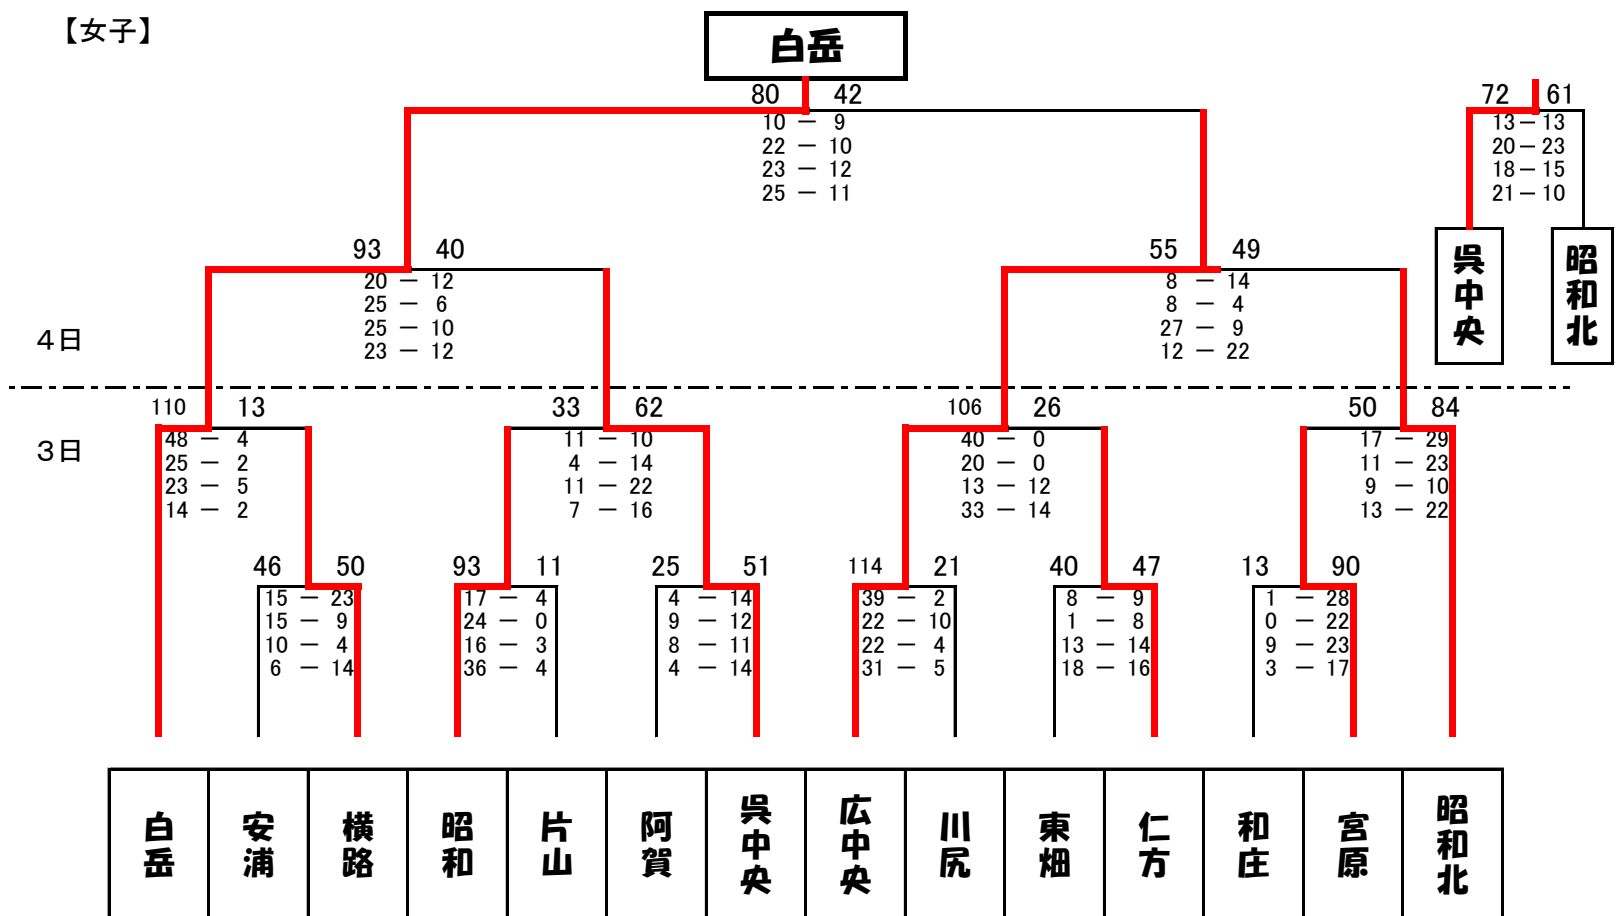 【女子】
白岳
80 42
10 － 9
22 － 10
23 － 12
25 － 11
72 61
13－13
20－23
18－15
21－10
呉中央
昭和北
93 40
20 － 12
25 － 6
25 － 10
23 － 12
55 49
8 － 14
8 － 4
27 － 9
12 － 22
4日
3日
110 13
48 － 4
25 － 2
23 － 5
14 － 2
33 62
11 － 10
4 － 14
11 － 22
7 － 16
106 26
40 － 0
20 － 0
13 － 12
33 － 14
50 84
17 － 29
11 － 23
9 － 10
13 － 22
46 50
15 － 23
15 － 9
10 － 4
6 － 14
93 11
17 － 4
24 － 0
16 － 3
36 － 4
25 51
4 － 14
9 － 12
8 － 11
4 － 14
114 21
39 － 2
22 － 10
22 － 4
31 － 5
40 47
8 － 9
1 － 8
13 － 14
18 － 16
13 90
1 － 28
0 － 22
9 － 23
3 － 17
白岳
安浦
横路
昭和
片山
阿賀
呉中央
広中央
川尻
東畑
仁方
和庄
宮原
昭和北